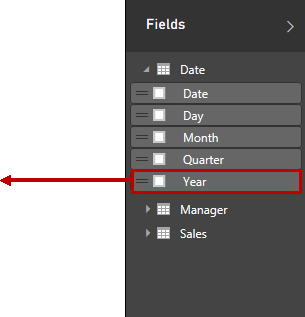 Fields
Date
Date
Day
Month
Quarter
Year
Manager
Sales